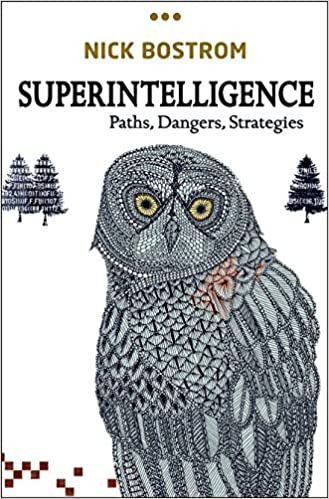 NICK BOSTROM
SUPERINTELLIGENCE
Paths, Dangers, Strategies